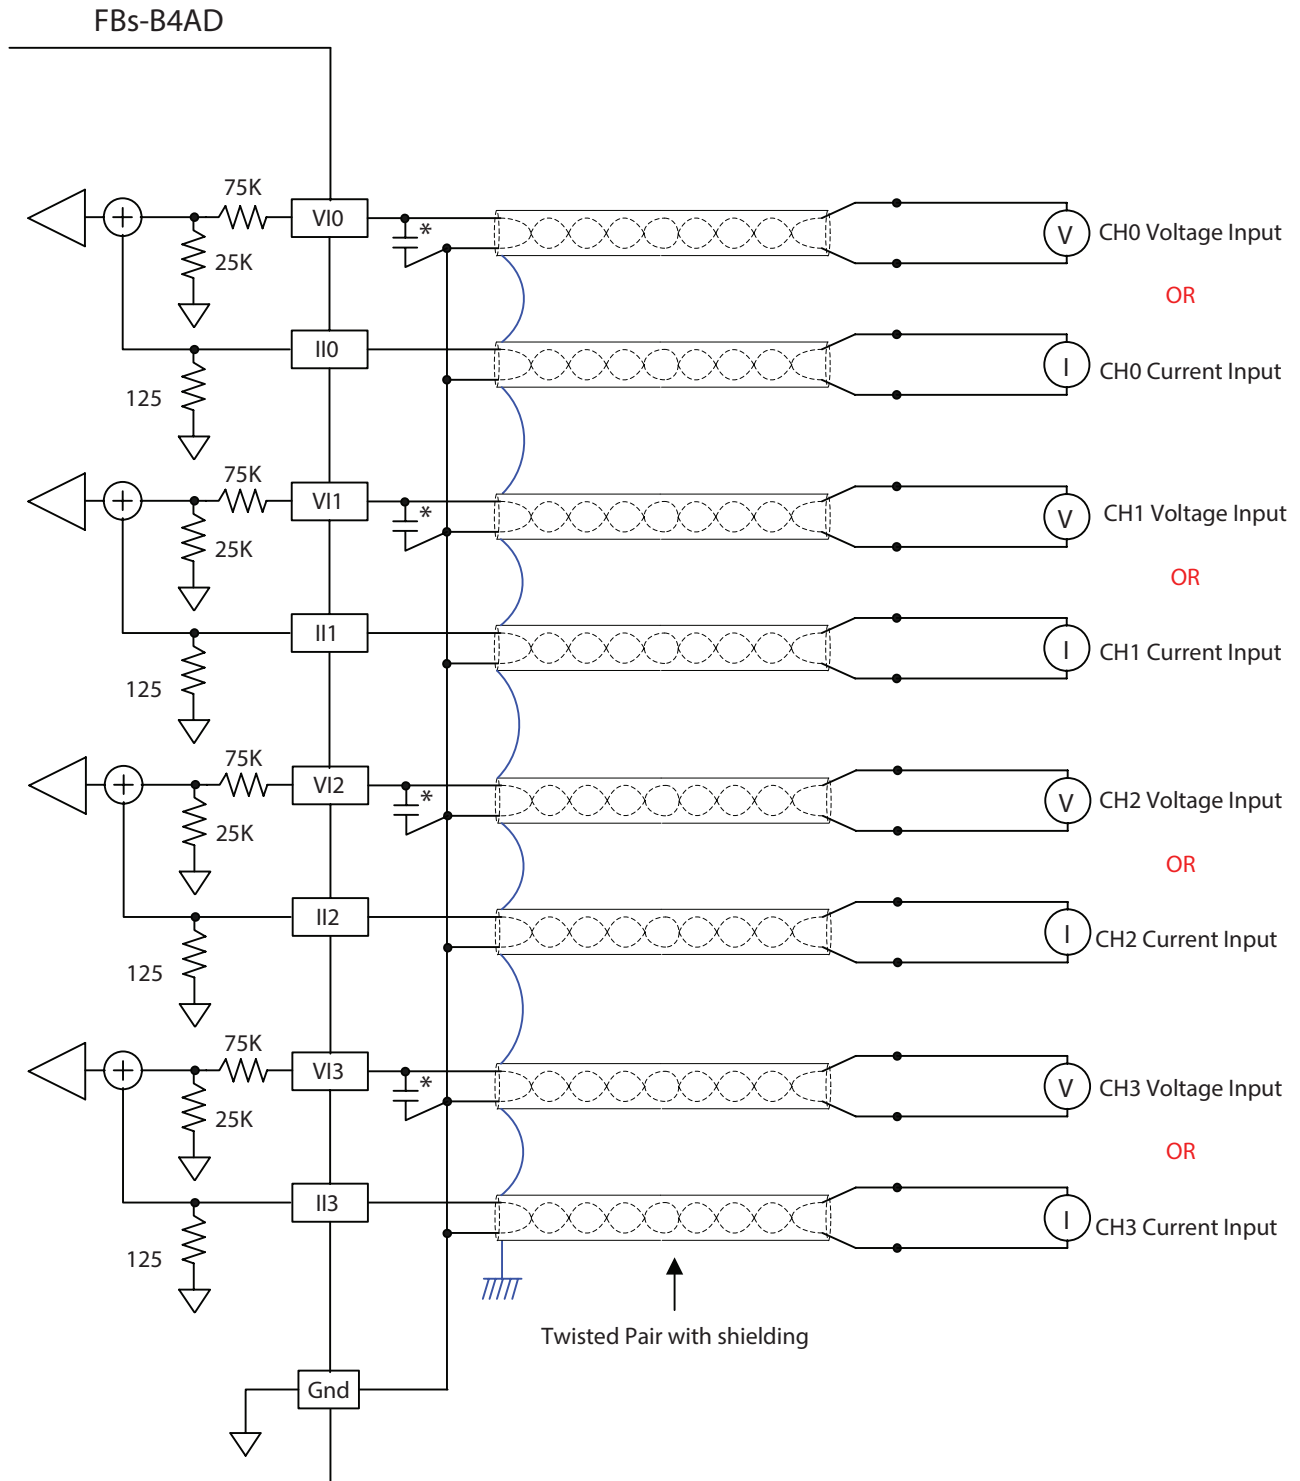 FBs-B4AD
75K
VI0
*
V
CH0 Voltage Input
25K
OR
II0
I
CH0 Current Input
125
75K
VI1
*
V
CH1 Voltage Input
25K
OR
II1
I
CH1 Current Input
125
75K
VI2
*
V
CH2 Voltage Input
25K
OR
II2
I
CH2 Current Input
125
75K
VI3
*
V
CH3 Voltage Input
25K
OR
II3
I
CH3 Current Input
125
Twisted Pair with shielding
Gnd